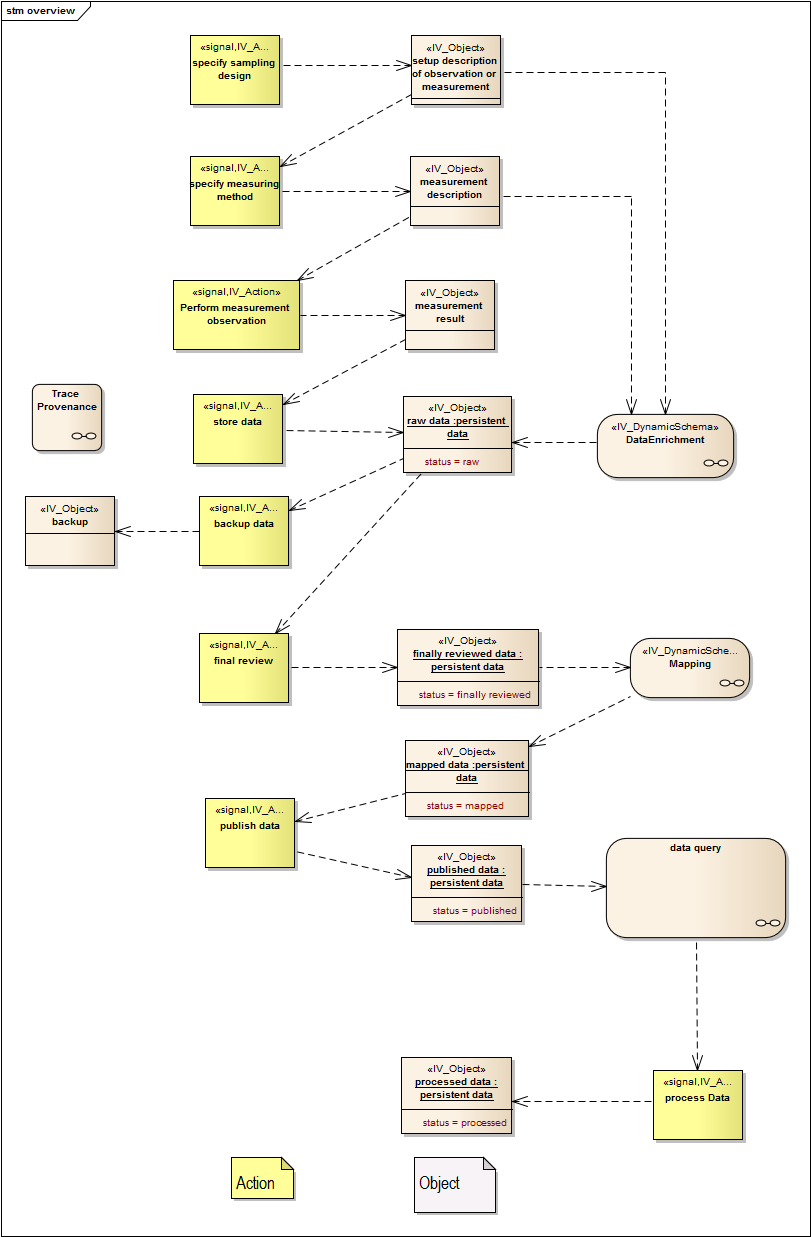 stm overview
«signal,IV_A...
specify sampling
design
«IV_Object»
setup description
of observation or
measurement
«signal,IV_A...
specify measuring
method
«IV_Object»
measurement
description
«signal,IV_Action»
Perform measurement
observation
«IV_Object»
measurement
result
Trace
Provenance
«signal,IV_A...
store data
«IV_Object»
raw data :persistent
data
status = raw
«IV_DynamicSchema»
DataEnrichment
«IV_Object»
backup
«signal,IV_A...
backup data
«signal,IV_A...
final review
«IV_Object»
finally reviewed data :
persistent data
status = finally reviewed
«IV_DynamicSche...
Mapping
«IV_Object»
mapped data :persistent
data
status = mapped
«signal,IV_A...
publish data
«IV_Object»
published data :
persistent data
status = published
data query
«IV_Object»
processed data :
persistent data
status = processed
«signal,IV_A...
process Data
Action
Object